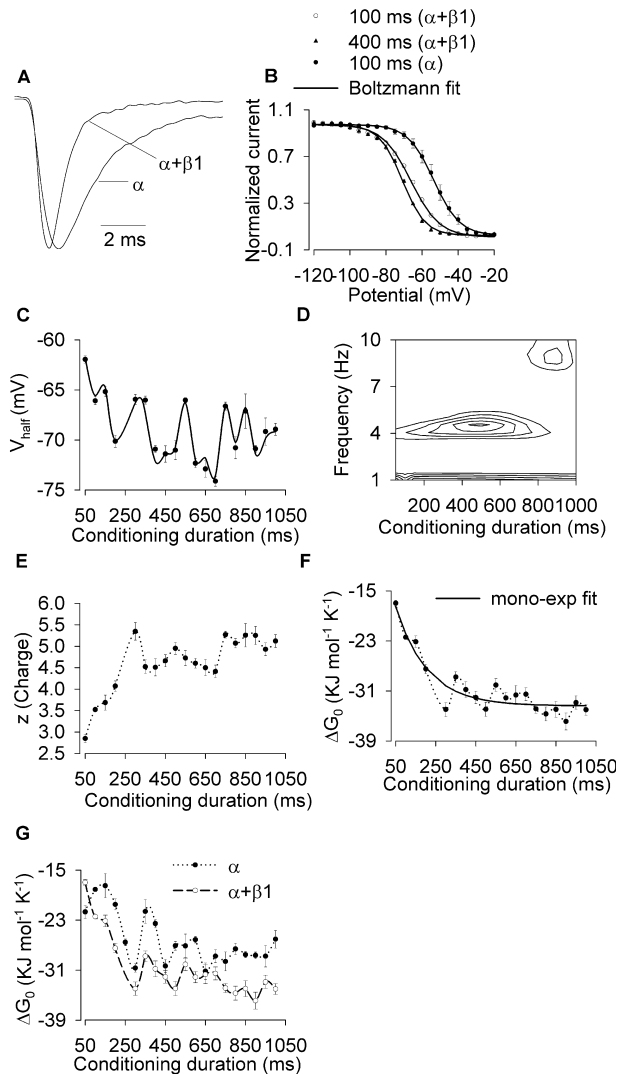 100 ms (α+β1)
400 ms (α+β1)
100 ms (α)
Boltzmann fit
A
α+β1
α
2 ms
B
Normalized current
1.1
0.7
0.3
-0.1
-120 -100 -80 -60 -40 -20
Potential (mV)
C
Vhalf (mV)
-60
-65
-70
-75
50 250 450 650 850 1050
Conditioning duration (ms)
D
Frequency (Hz)
10
7
4
1
200 400 600 800 1000
Conditioning duration (ms)
E
z (Charge)
6.0
5.5
5.0
4.5
4.0
3.5
3.0
2.5
50 250 450 650 850 1050
Conditioning duration (ms)
F
mono-exp fit
ΔG0 (KJ mol-1 K-1)
-15
-23
-31
-39
50 250 450 650 850 1050
Conditioning duration (ms)
G
α
α+β1
ΔG0 (KJ mol-1 K-1)
-15
-23
-31
-39
50 250 450 650 850 1050
Conditioning duration (ms)